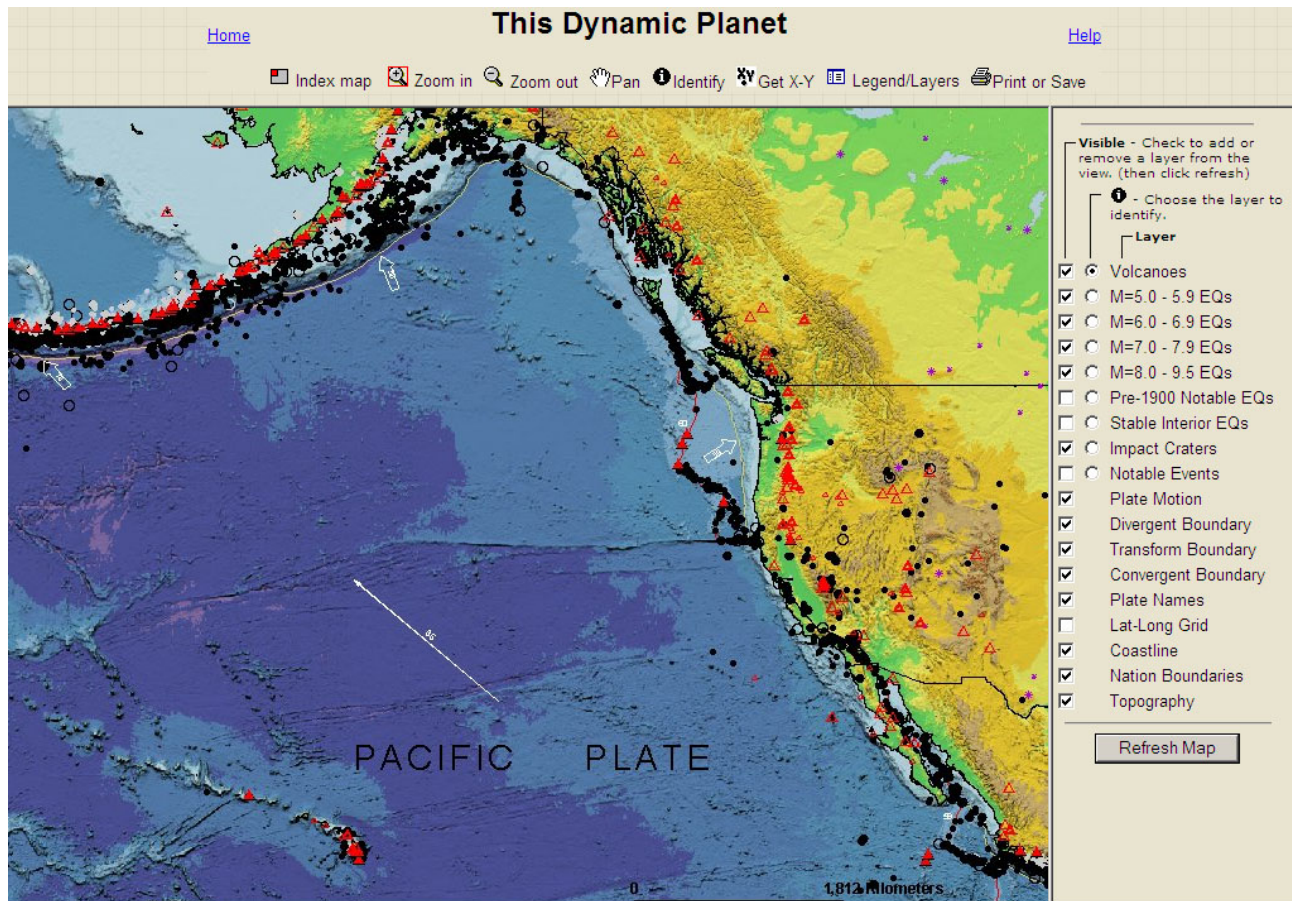 This Dynamic Planet
Home
Help
Index map Zoom in Zoom out Pan Identify Get X-Y Legend/Layers Print or Save
Visible - Check to add or
remove a layer from the
view. (then click refresh)
- Choose the layer to
identify.
Layer
Volcanoes
M=5.0 - 5.9 EQs
M=6.0 - 6.9 EQs
M=7.0 - 7.9 EQs
M=8.0 - 9.5 EQs
Pre-1900 Notable EQs
Stable Interior EQs
Impact Craters
Notable Events
Plate Motion
Divergent Boundary
Transform Boundary
Convergent Boundary
Plate Names
Lat-Long Grid
Coastline
Nation Boundaries
Topography
Refresh Map
PACIFIC PLATE
0 1,812 Kilometers